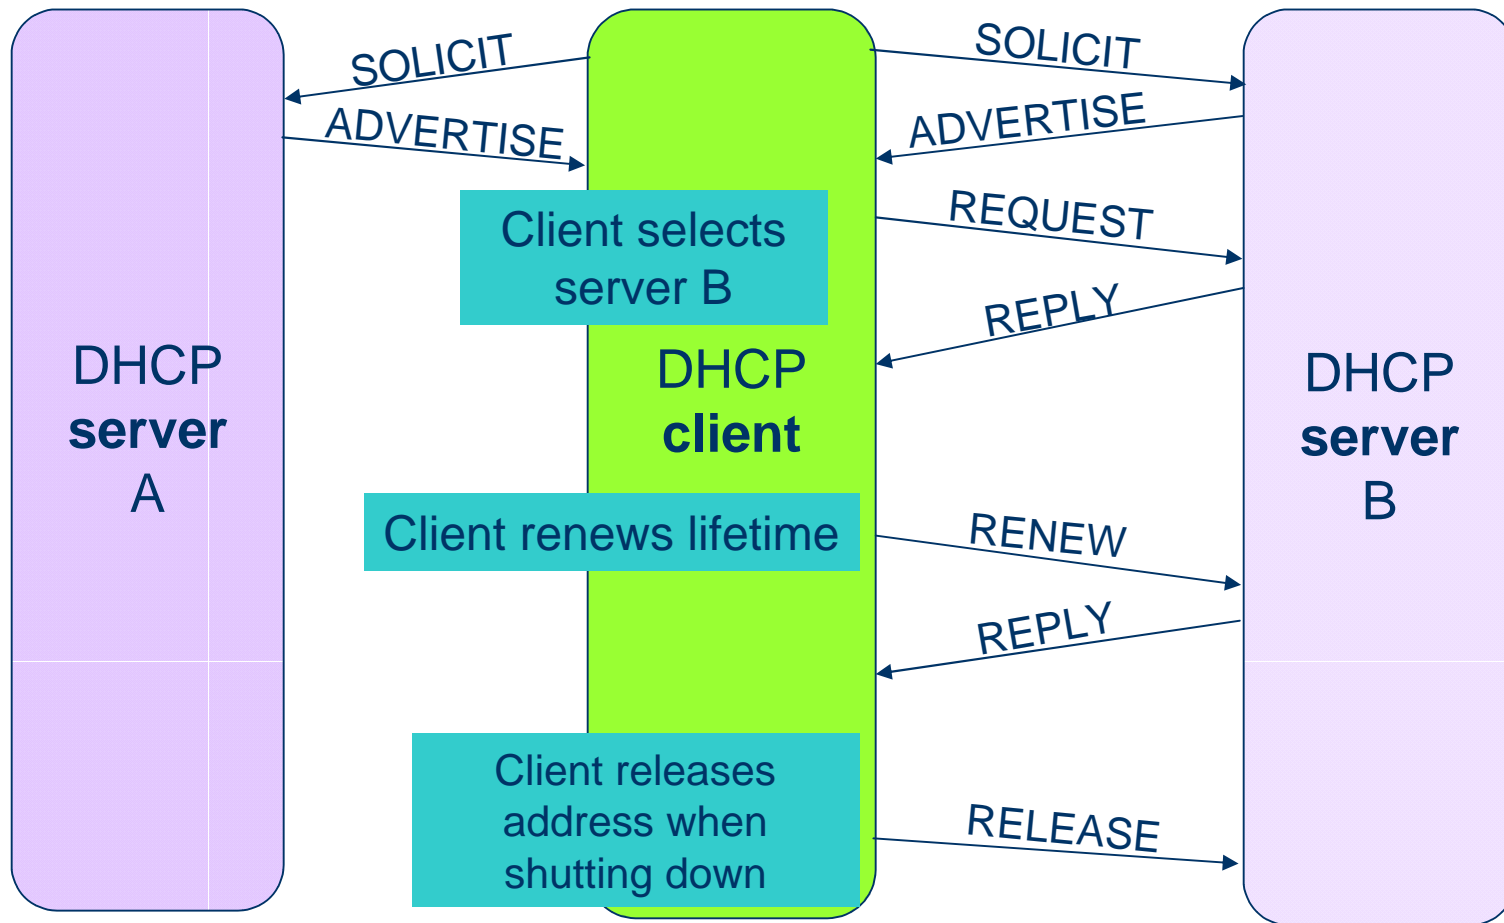 SOLICIT
SOLICIT
ADVERTISE
ADVERTISE
Client selects
server B
REQUEST
REPLY
DHCP
server
A
DHCP
client
DHCP
server
B
Client renews lifetime
RENEW
REPLY
Client releases
address when
shutting down
RELEASE